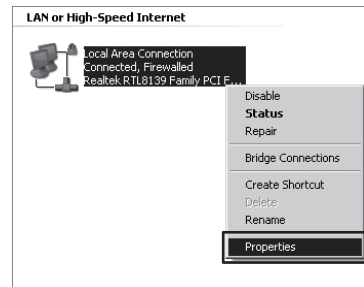 LAN or High-Speed Internet
Local Area Connection
Connected, Firewalled
Realtek RTL8139 Family PCI F...
Disable
Status
Repair
Bridge Connections
Create Shortcut
Delete
Rename
Properties